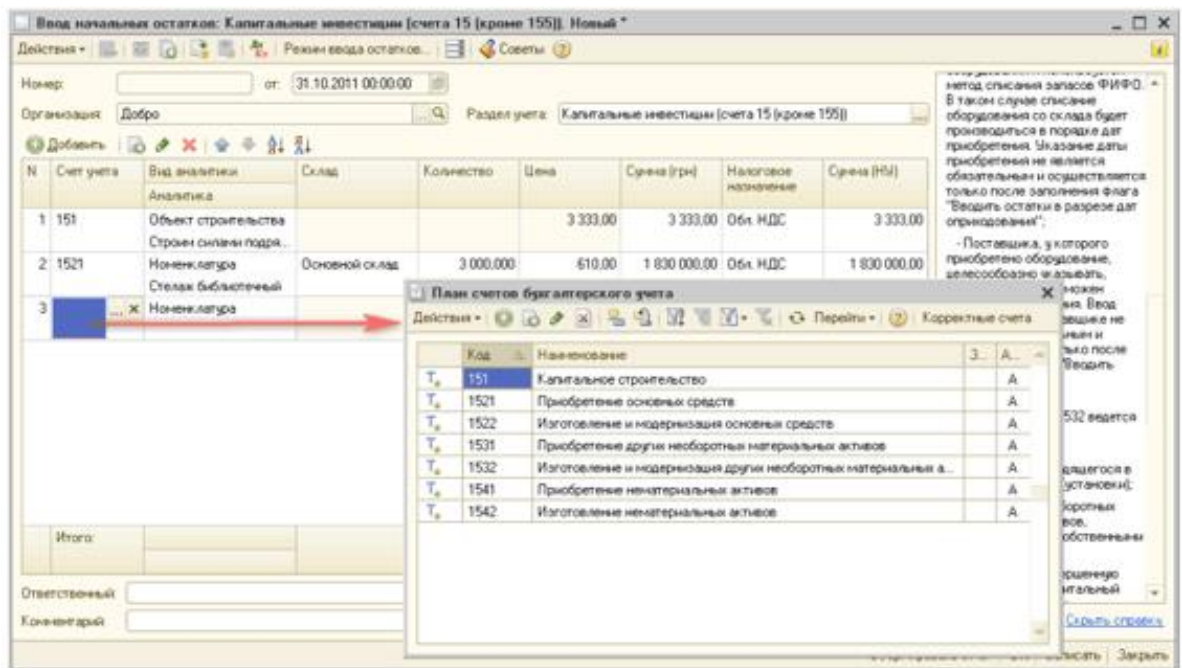 Ввод начальных остатков: Капитальные инвестиции (счета 15 (кроме 155)). Новый *
Действия Режим ввода остатков... Советы
Номер: от: 31.10.2011 00:00:00
Организация: Добро Раздел учета: Капитальные инвестиции (счета 15 (кроме 155))
Добавить
N Счет учета Вид аналитики Склад Количество Цена Сумма (грн) Налоговое назначение Сумма (НУ)
Аналитика
1 151 Объект строительства 3 333,00 3 333,00 Обл. НДС 3 333,00
Строим силами подря...
2 1521 Номенклатура Основной склад 3 000,000 610,00 1 830 000,00 Обл. НДС 1 830 000,00
Стелаж библиотечный
3 ... Номенклатура
Итого:
Ответственный:
Комментарий:
метод списания запасов ФИФО.
В таком случае списание
оборудования со склада будет
производиться в порядке дат
приобретения. Указание даты
приобретения не является
обязательным и осуществляется
только после заполнения флага
"Вводить остатки в разрезе дат
оприходования";
- Поставщика, у которого
приобретено оборудование,
целесообразно указывать,
Ввод
не
после
532 ведется
в
План счетов бухгалтерского учета
Действия Перейти Корректные счета
Код Наименование З... А...
151 Капитальное строительство А
1521 Приобретение основных средств А
1522 Изготовление и модернизация основных средств А
1531 Приобретение других необоротных материальных активов А
1532 Изготовление и модернизация других необоротных материальных а... А
1541 Приобретение нематериальных активов А
1542 Изготовление нематериальных активов А
Скрыть справку
Закрыть